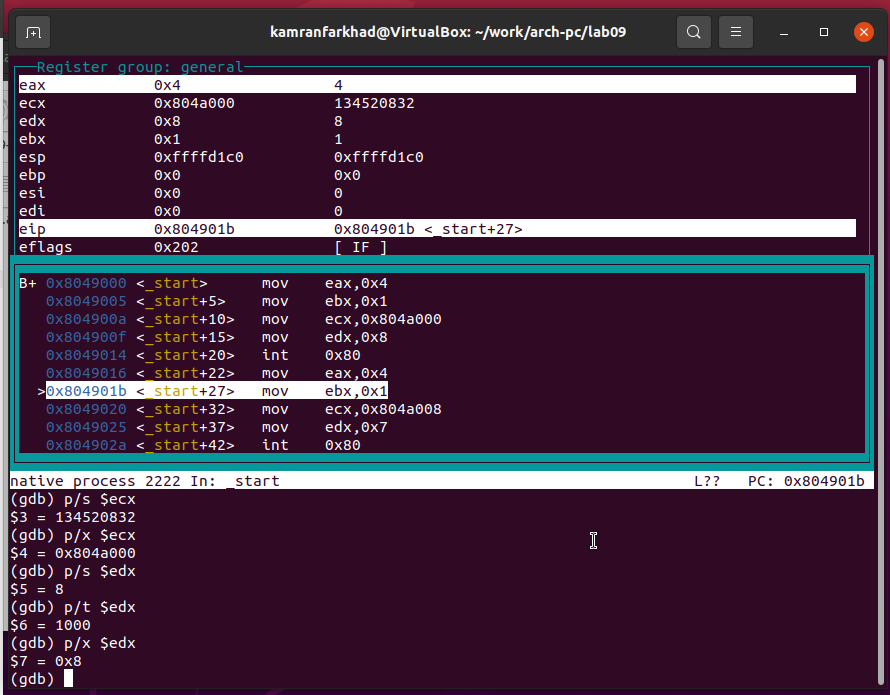 kamranfarkhad@VirtualBox: ~/work/arch-pc/lab09
Register group: general
eax 0x4 4
ecx 0x804a000 134520832
edx 0x8 8
ebx 0x1 1
esp 0xffffd1c0 0xffffd1c0
ebp 0x0 0x0
esi 0x0 0
edi 0x0 0
eip 0x804901b 0x804901b <_start+27>
eflags 0x202 [ IF ]
B+ 0x8049000 <_start> mov eax,0x4
0x8049005 <_start+5> mov ebx,0x1
0x804900a <_start+10> mov ecx,0x804a000
0x804900f <_start+15> mov edx,0x8
0x8049014 <_start+20> int 0x80
0x8049016 <_start+22> mov eax,0x4
>0x804901b <_start+27> mov ebx,0x1
0x8049020 <_start+32> mov ecx,0x804a008
0x8049025 <_start+37> mov edx,0x7
0x804902a <_start+42> int 0x80
native process 2222 In: _start L?? PC: 0x804901b
(gdb) p/s $ecx
$3 = 134520832
(gdb) p/x $ecx
$4 = 0x804a000
(gdb) p/s $edx
$5 = 8
(gdb) p/t $edx
$6 = 1000
(gdb) p/x $edx
$7 = 0x8
(gdb)